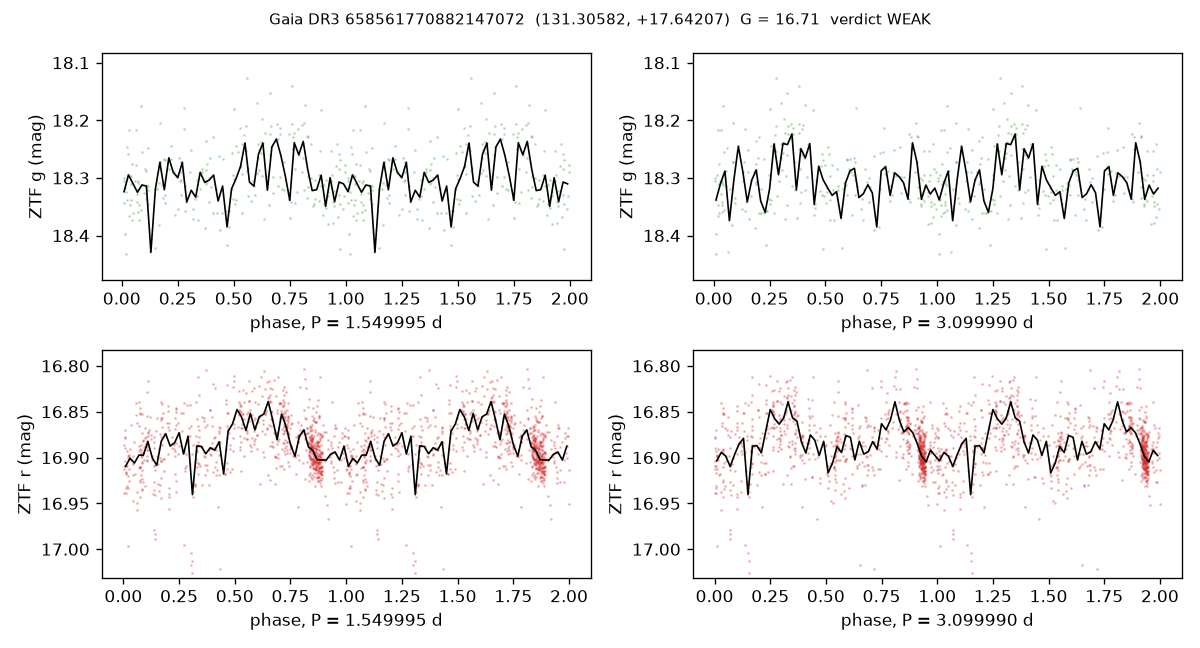 Gaia DR3 658561770882147072  (131.30582, +17.64207)  G = 16.71  verdict WEAK
ZTF g (mag)
18.1
18.2
18.3
18.4
0.00 0.25 0.50 0.75 1.00 1.25 1.50 1.75 2.00
phase, P = 1.549995 d
ZTF g (mag)
18.1
18.2
18.3
18.4
0.00 0.25 0.50 0.75 1.00 1.25 1.50 1.75 2.00
phase, P = 3.099990 d
ZTF r (mag)
16.80
16.85
16.90
16.95
17.00
0.00 0.25 0.50 0.75 1.00 1.25 1.50 1.75 2.00
phase, P = 1.549995 d
ZTF r (mag)
16.80
16.85
16.90
16.95
17.00
0.00 0.25 0.50 0.75 1.00 1.25 1.50 1.75 2.00
phase, P = 3.099990 d